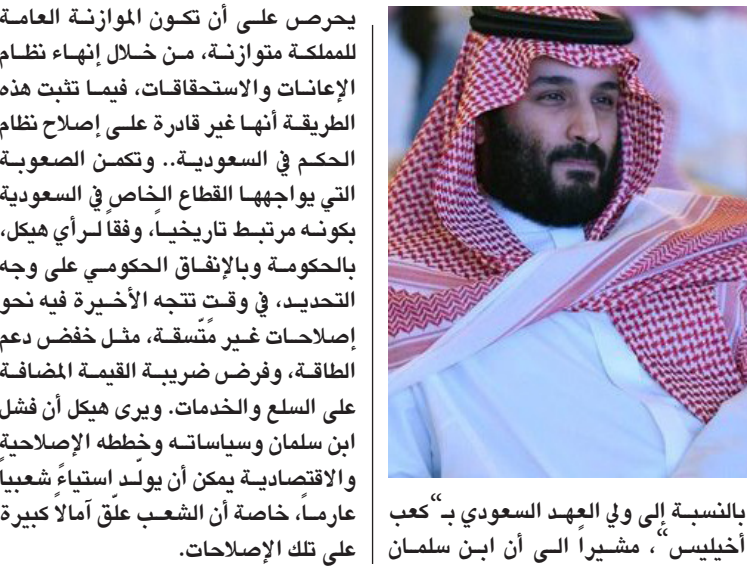 بالنسبة إلى ولي العهد السعودي بـ“كعب
أخيليس“، مشيراً الى أن ابن سلمان
يحرص على أن تكون الموازنة العامة
للمملكة متوازنة، من خلال إنهاء نظام
الإعانات والاستحقاقات، فيما تثبت هذه
الطريقة أنها غير قادرة على إصلاح نظام
الحكم في السعودية.. وتكمن الصعوبة
التي يواجهها القطاع الخاص في السعودية
بكونه مرتبط تاريخياً، وفقاً لرأي هيكل،
بالحكومة وبالإنفاق الحكومي على وجه
التحديد، في وقت تتجه الأخيرة فيه نحو
إصلاحات غير متّسقة، مثل خفض دعم
الطاقة، وفرض ضريبة القيمة المضافة
على السلع والخدمات. ويرى هيكل أن فشل
ابن سلمان وسياساته وخططه الإصلاحية
والاقتصادية يمكن أن يولّد استياءً شعبياً
عارماً، خاصة أن الشعب علّق آمالاً كبيرة
على تلك الإصلاحات.